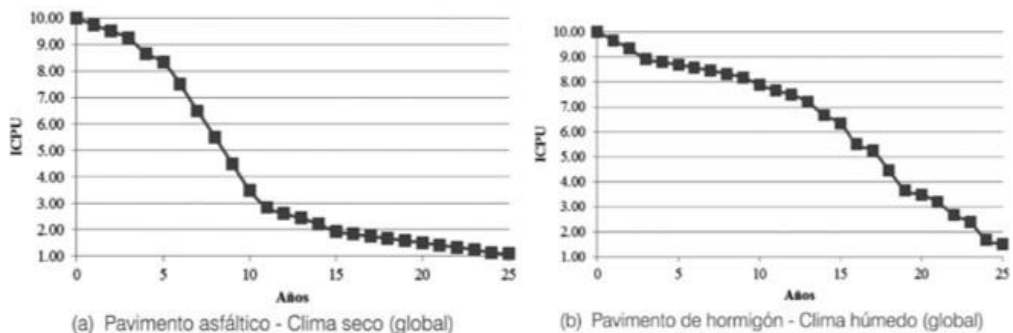 10.00
9.00
8.00
7.00
6.00
5.00
4.00
3.00
2.00
1.00
ICPU
0 5 10 15 20 25
Años
(a) Pavimento asfáltico - Clima seco (global)
10.00
9.00
8.00
7.00
6.00
5.00
4.00
3.00
2.00
1.00
ICPU
0 5 10 15 20 25
Años
(b) Pavimento de hormigón - Clima húmedo (global)